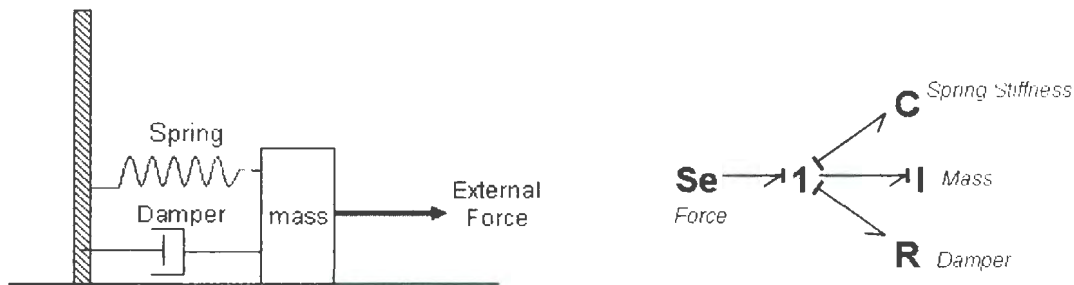 Spring
Damper
mass
External
Force
Se
Force
1
C Spring Stiffness
I Mass
R Damper